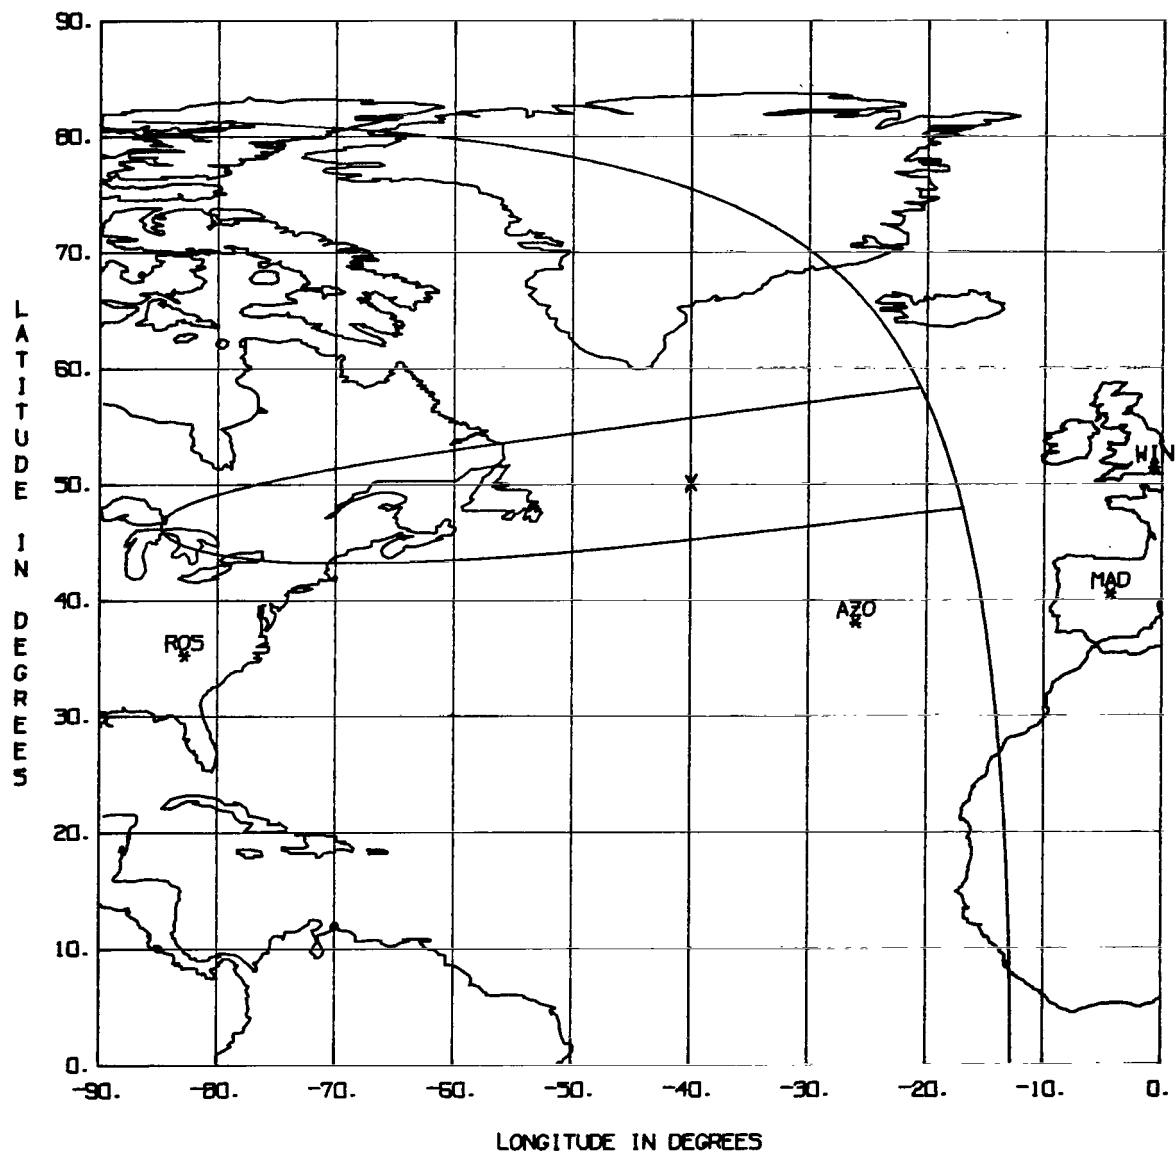 90.
80.
70.
60.
50.
40.
30.
20.
10.
0.
LATITUDE IN DEGREES
WIN
MAD
AZO
ROS
-90. -80. -70. -60. -50. -40. -30. -20. -10. 0.
LONGITUDE IN DEGREES